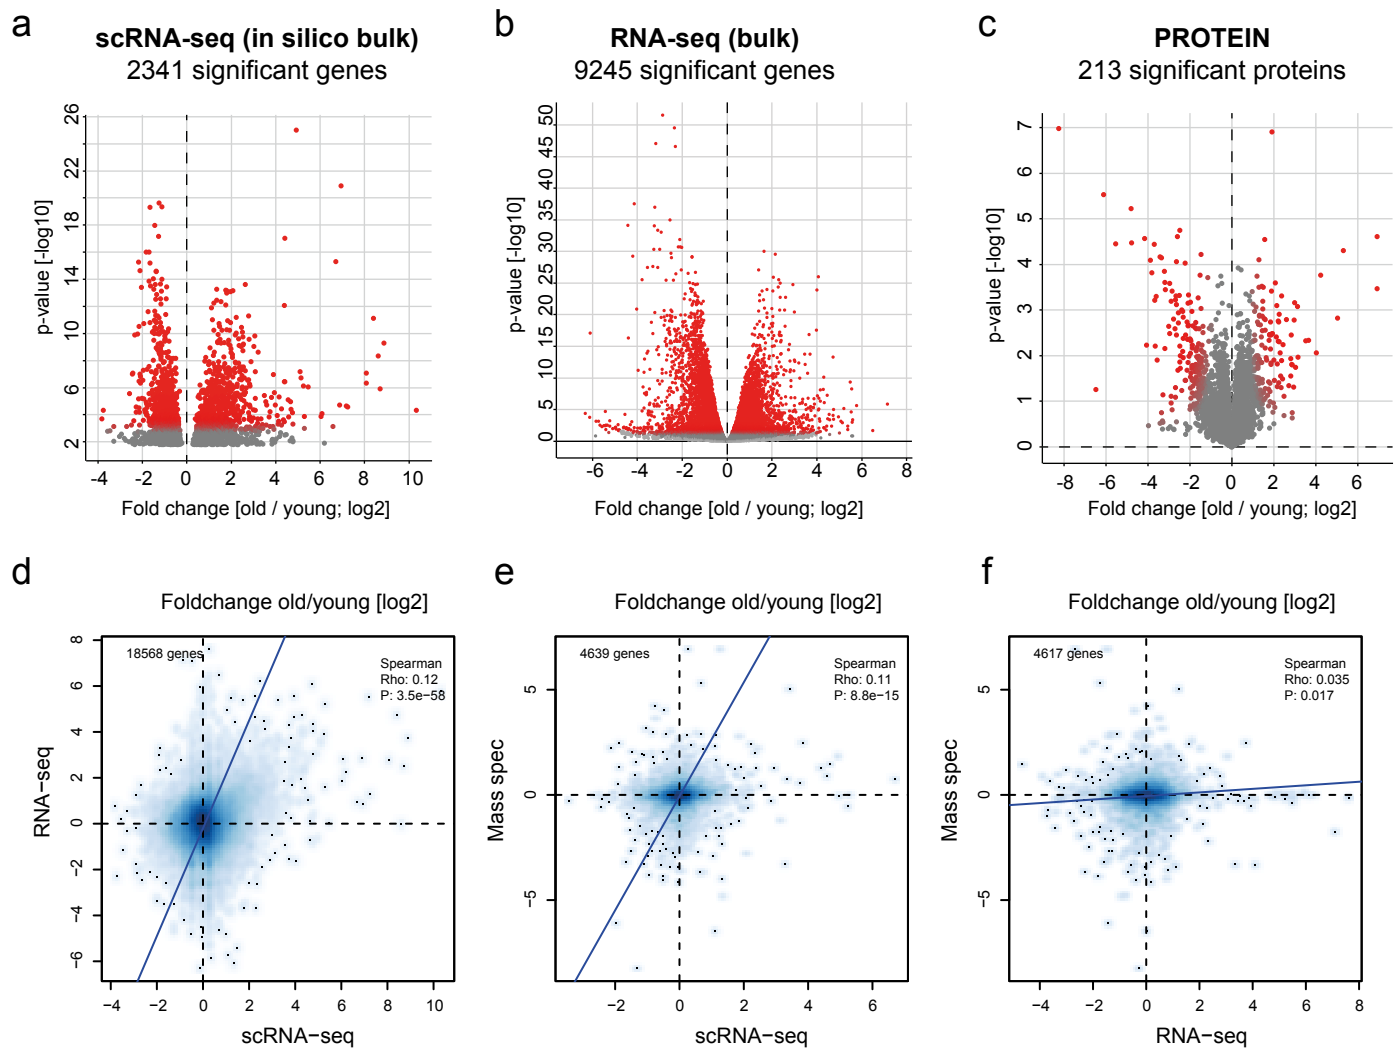 a
scRNA-seq (in silico bulk)
2341 significant genes
p-value [-log10]
26
22
18
14
10
6
2
-4 -2 0 2 4 6 8 10
Fold change [old / young; log2]
b
RNA-seq (bulk)
9245 significant genes
p-value [-log10]
50
45
40
35
30
25
20
15
10
5
0
-6 -4 -2 0 2 4 6 8
Fold change [old / young; log2]
c
PROTEIN
213 significant proteins
p-value [-log10]
7
6
5
4
3
2
1
0
-8 -6 -4 -2 0 2 4 6
Fold change [old / young; log2]
d
Foldchange old/young [log2]
18568 genes
Spearman
Rho: 0.12
P: 3.5e−58
RNA−seq
8
6
4
2
0
−2
−4
−6
−4 −2 0 2 4 6 8 10
scRNA−seq
e
Foldchange old/young [log2]
4639 genes
Spearman
Rho: 0.11
P: 8.8e−15
Mass spec
5
0
−5
−2 0 2 4 6
scRNA−seq
f
Foldchange old/young [log2]
4617 genes
Spearman
Rho: 0.035
P: 0.017
Mass spec
5
0
−5
−4 −2 0 2 4 6 8
RNA−seq